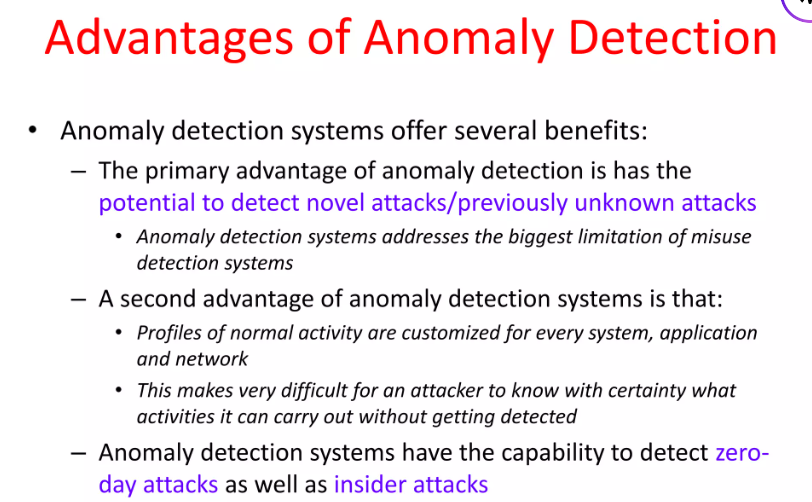 Advantages of Anomaly Detection
• Anomaly detection systems offer several benefits:
– The primary advantage of anomaly detection is has the
potential to detect novel attacks/previously unknown attacks
• Anomaly detection systems addresses the biggest limitation of misuse
detection systems
– A second advantage of anomaly detection systems is that:
• Profiles of normal activity are customized for every system, application
and network
• This makes very difficult for an attacker to know with certainty what
activities it can carry out without getting detected
– Anomaly detection systems have the capability to detect zero-
day attacks as well as insider attacks